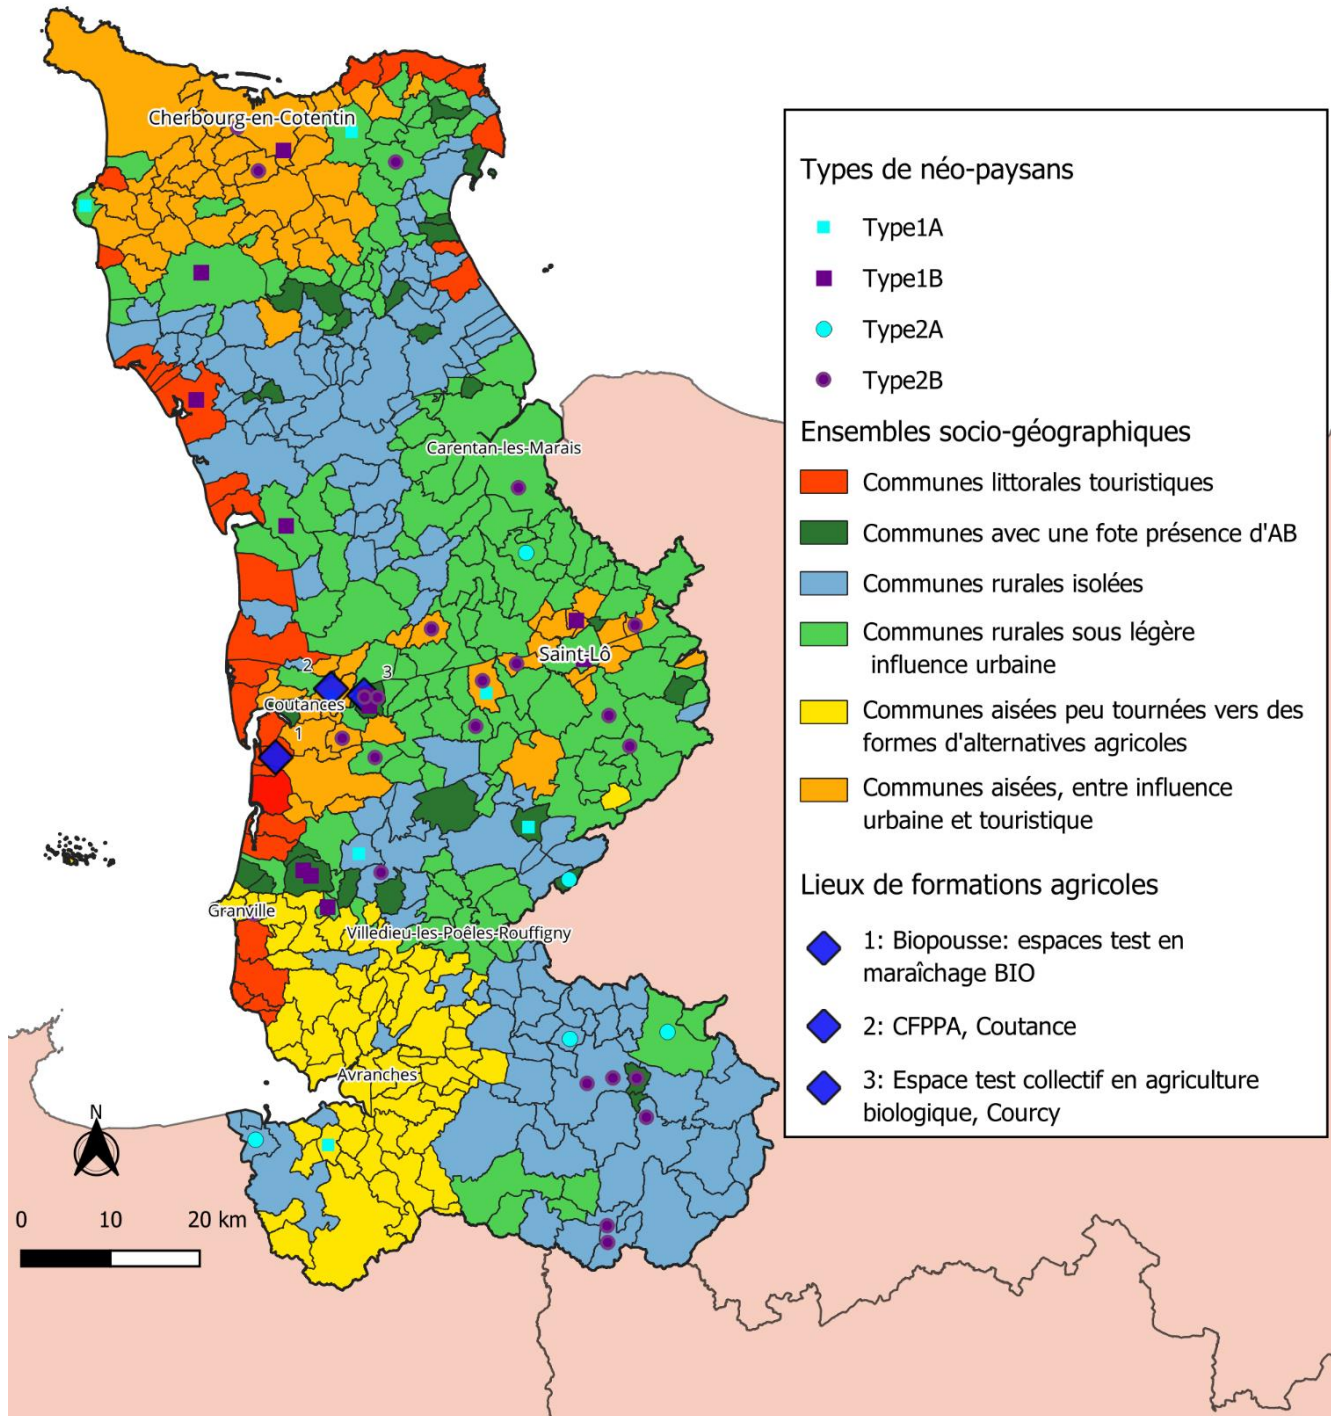 Cherbourg-en-Cotentin
Carentan-les-Marais
Saint-Lô
2
3
Coutances
1
Granville
Villedieu-les-Poêles-Rouffigny
Avranches
N
0 10 20 km
Types de néo-paysans
Type1A
Type1B
Type2A
Type2B
Ensembles socio-géographiques
Communes littorales touristiques
Communes avec une fote présence d'AB
Communes rurales isolées
Communes rurales sous légère
influence urbaine
Communes aisées peu tournées vers des
formes d'alternatives agricoles
Communes aisées, entre influence
urbaine et touristique
Lieux de formations agricoles
1: Biopousse: espaces test en
maraîchage BIO
2: CFPPA, Coutance
3: Espace test collectif en agriculture
biologique, Courcy